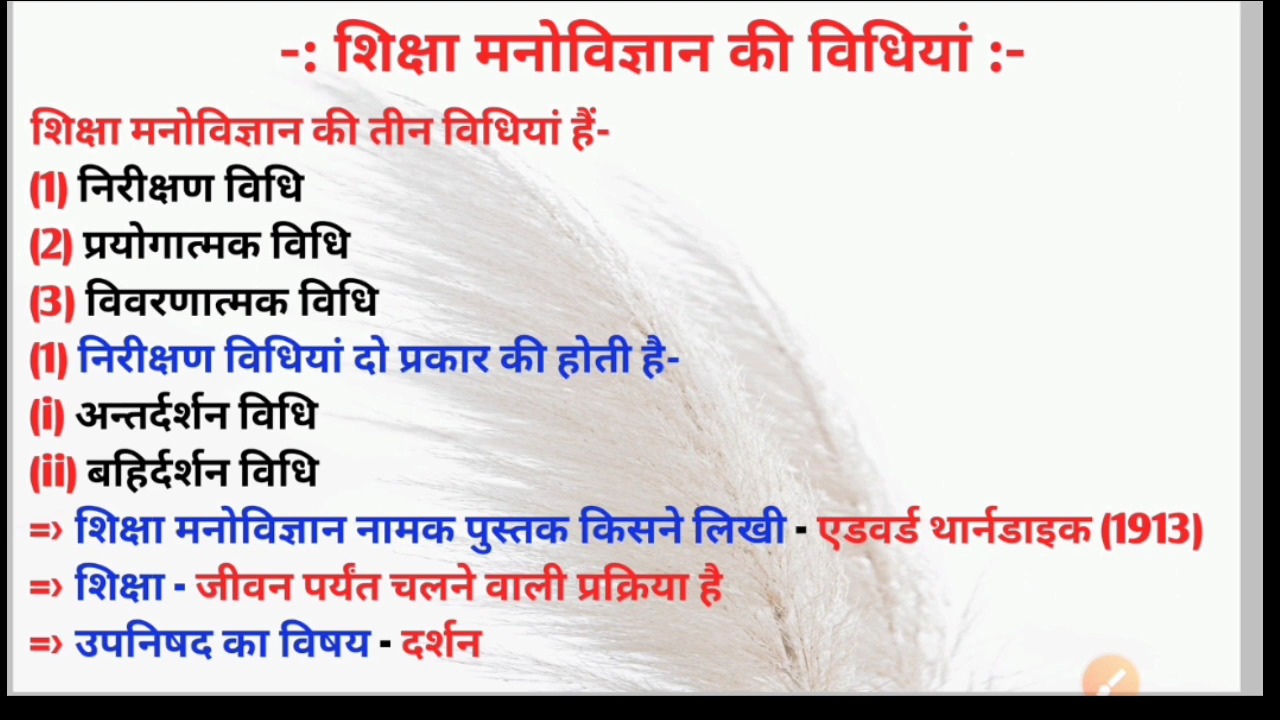 -: शिक्षा मनोविज्ञान की विधियां :-
शिक्षा मनोविज्ञान की तीन विधियां हैं-
(1) निरीक्षण विधि
(2) प्रयोगात्मक विधि
(3) विवरणात्मक विधि
(1) निरीक्षण विधियां दो प्रकार की होती है-
(i) अन्तर्दर्शन विधि
(ii) बहिर्दर्शन विधि
=> शिक्षा मनोविज्ञान नामक पुस्तक किसने लिखी - एडवर्ड थार्नडाइक (1913)
=> शिक्षा - जीवन पर्यंत चलने वाली प्रक्रिया है
=> उपनिषद का विषय - दर्शन